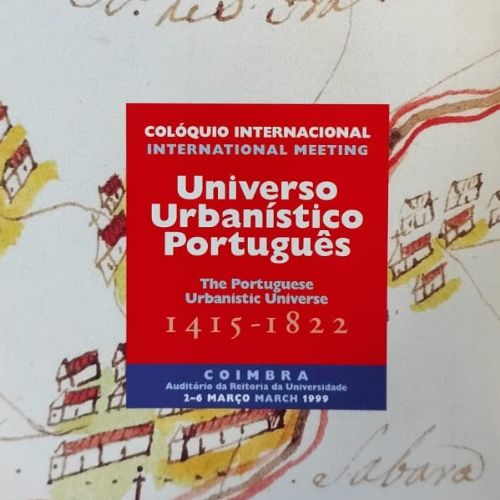 COLÓQUIO INTERNACIONAL
INTERNATIONAL MEETING
Universo
Urbanístico
Português
The Portuguese
Urbanistic Universe
1415-1822
COIMBRA
Auditório da Reitoria da Universidade
2–6 MARÇO MARCH 1999
Sabara